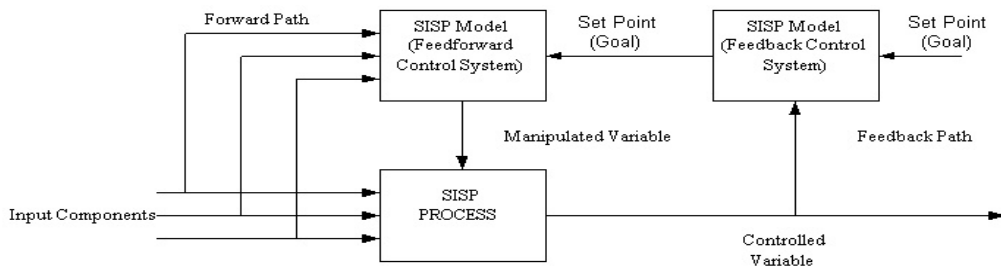 Forward Path
SISP Model
(Feedforward
Control System)
Set Point
(Goal)
SISP Model
(Feedback Control
System)
Set Point
(Goal)
Manipulated Variable
Feedback Path
Input Components
SISP
PROCESS
Controlled
Variable